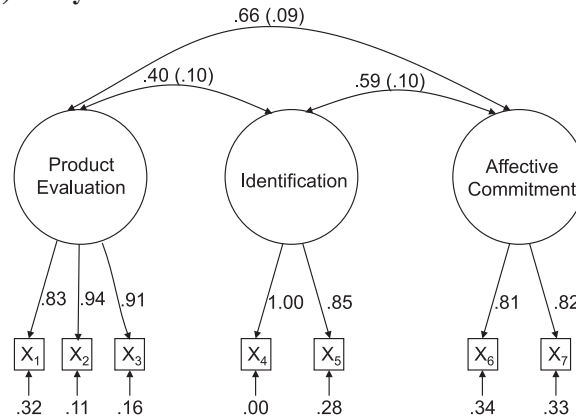 .66 (.09)
.40 (.10)
.59 (.10)
Product
Evaluation
Identification
Affective
Commitment
.83 .94 .91 1.00 .85 .81 .82
X₁ X₂ X₃ X₄ X₅ X₆ X₇
.32 .11 .16 .00 .28 .34 .33